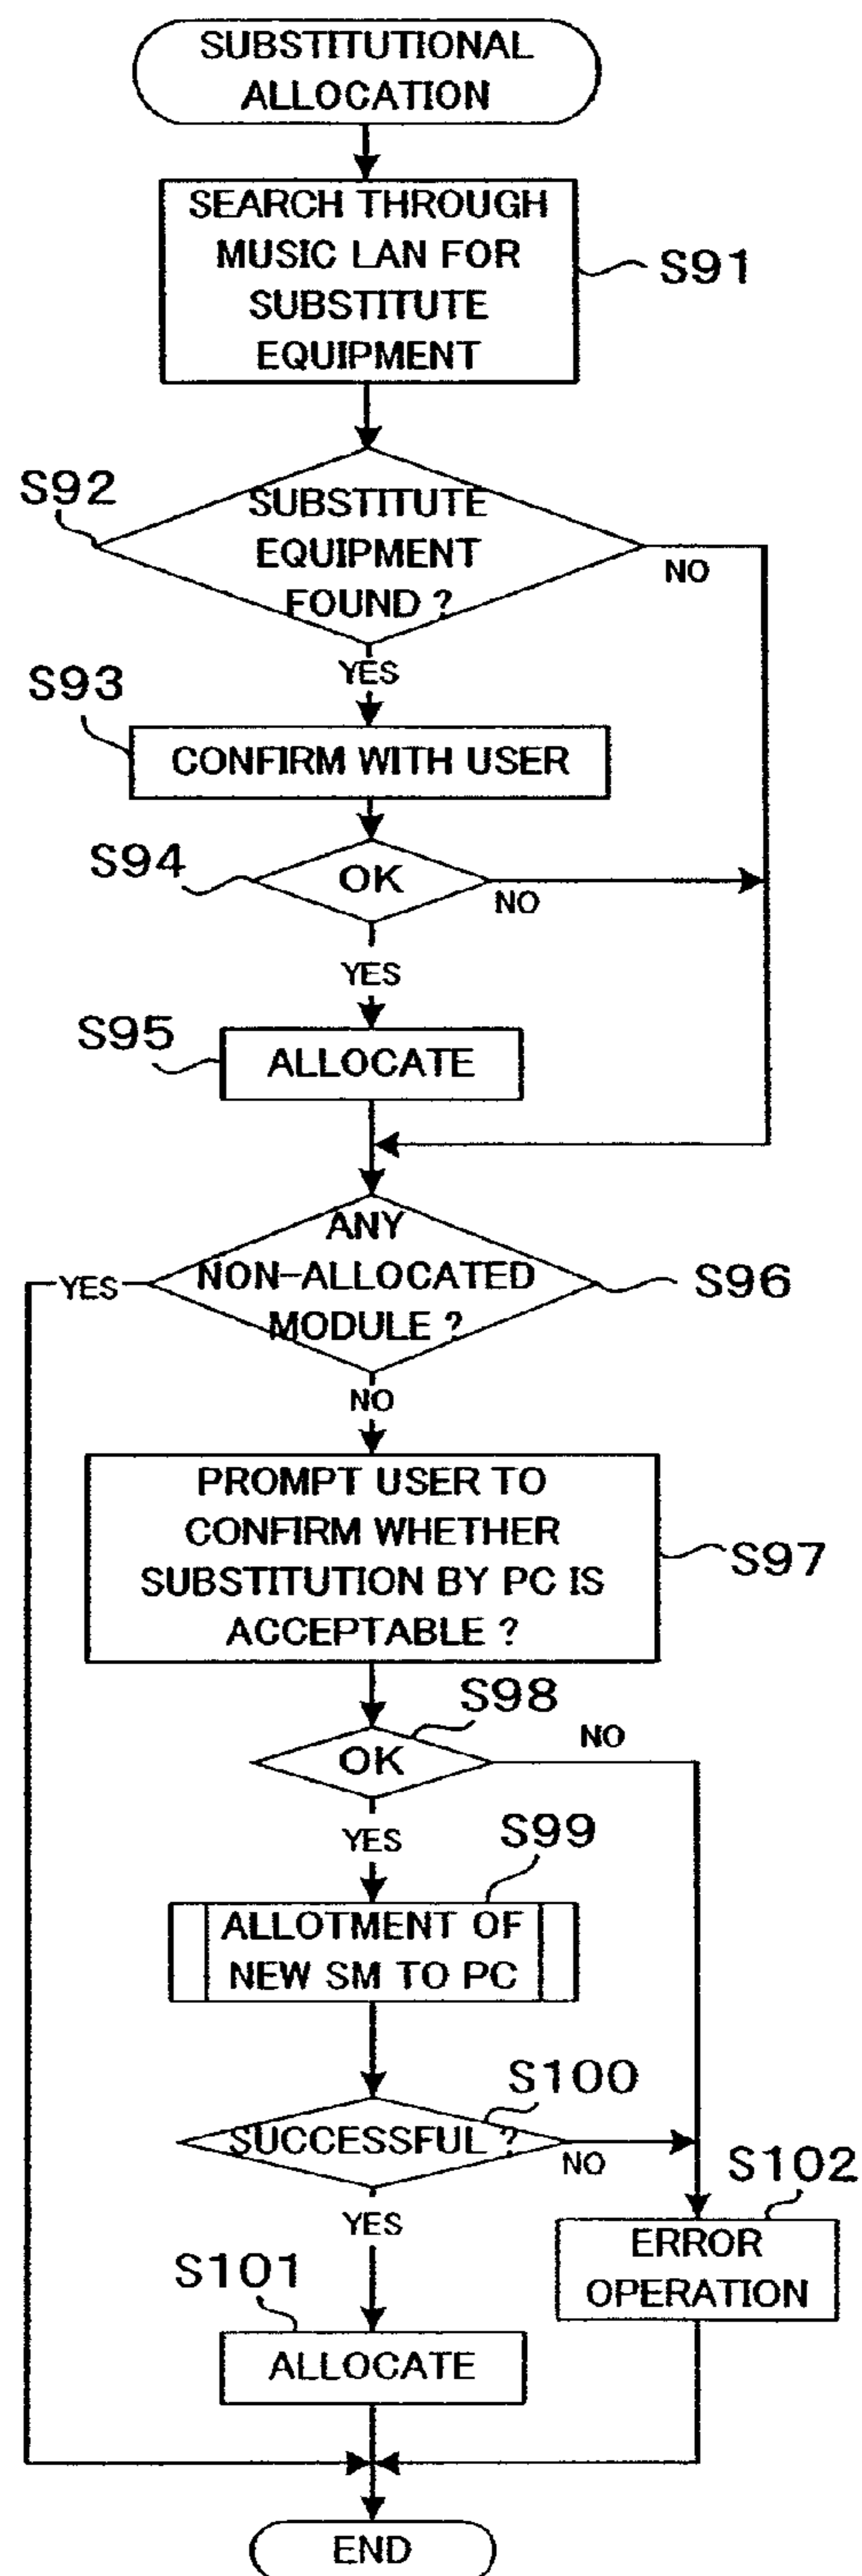 SUBSTITUTIONAL
ALLOCATION
SEARCH THROUGH
MUSIC LAN FOR
SUBSTITUTE
EQUIPMENT
S91
S92
SUBSTITUTE
EQUIPMENT
FOUND ?
NO
YES
S93
CONFIRM WITH USER
S94
OK
NO
YES
S95
ALLOCATE
ANY
NON-ALLOCATED
MODULE ?
YES
S96
NO
PROMPT USER TO
CONFIRM WHETHER
SUBSTITUTION BY PC IS
ACCEPTABLE ?
S97
S98
OK
NO
YES
S99
ALLOTMENT OF
NEW SM TO PC
S100
SUCCESSFUL ?
NO
YES
S102
ERROR
OPERATION
S101
ALLOCATE
END